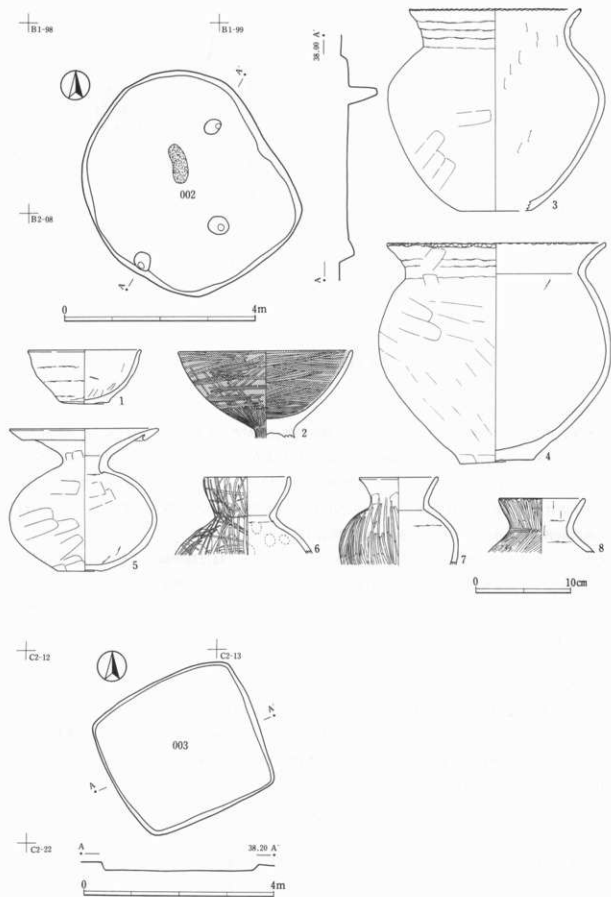 B1-98
B1-99
A'
38.00 A'
002
B2-08
A
A
0 4m
3
1
2
4
5
6
7
8
0 10cm
C2-12
C2-13
A'
003
A
C2-22
A
38.20 A'
0 4m